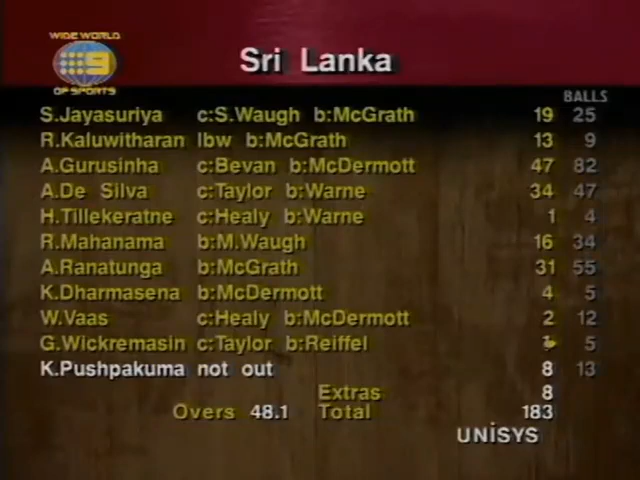 WIDE WORLD
9
OF SPORTS
Sri Lanka
BALLS
S.Jayasuriya c:S.Waugh b:McGrath 19 25
R.Kaluwitharan lbw b:McGrath 13 9
A.Gurusinha c:Bevan b:McDermott 47 82
A.De Silva c:Taylor b:Warne 34 47
H.Tillekeratne c:Healy b:Warne 1 4
R.Mahanama b:M.Waugh 16 34
A.Ranatunga b:McGrath 31 55
K.Dharmasena b:McDermott 4 5
W.Vaas c:Healy b:McDermott 2 12
G.Wickremasin c:Taylor b:Reiffel 5
K.Pushpakuma not out 8 13
Extras 8
Overs 48.1 Total 183
UNiSYS